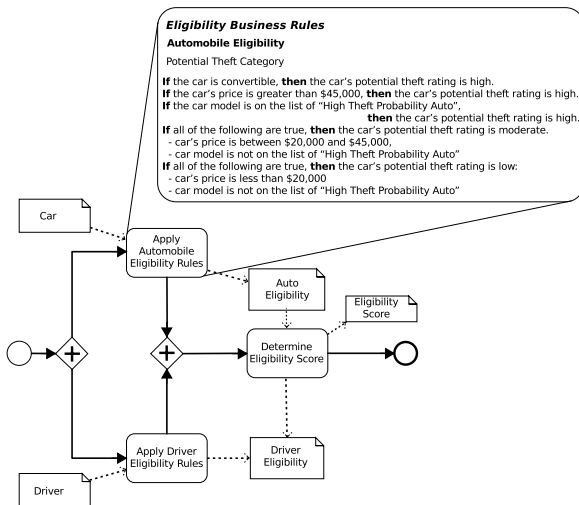 Eligibility Business Rules
Automobile Eligibility
Potential Theft Category
If the car is convertible, then the car’s potential theft rating is high.
If the car’s price is greater than $45,000, then the car’s potential theft rating is high.
If the car model is on the list of “High Theft Probability Auto”,
then the car’s potential theft rating is high.
If all of the following are true, then the car’s potential theft rating is moderate.
- car’s price is between $20,000 and $45,000,
- car model is not on the list of “High Theft Probability Auto”
If all of the following are true, then the car’s potential theft rating is low:
- car’s price is less than $20,000
- car model is not on the list of “High Theft Probability Auto”
Car
Apply
Automobile
Eligibility Rules
Auto
Eligibility
Eligibility
Score
Determine
Eligibility Score
Apply Driver
Eligibility Rules
Driver
Eligibility
Driver